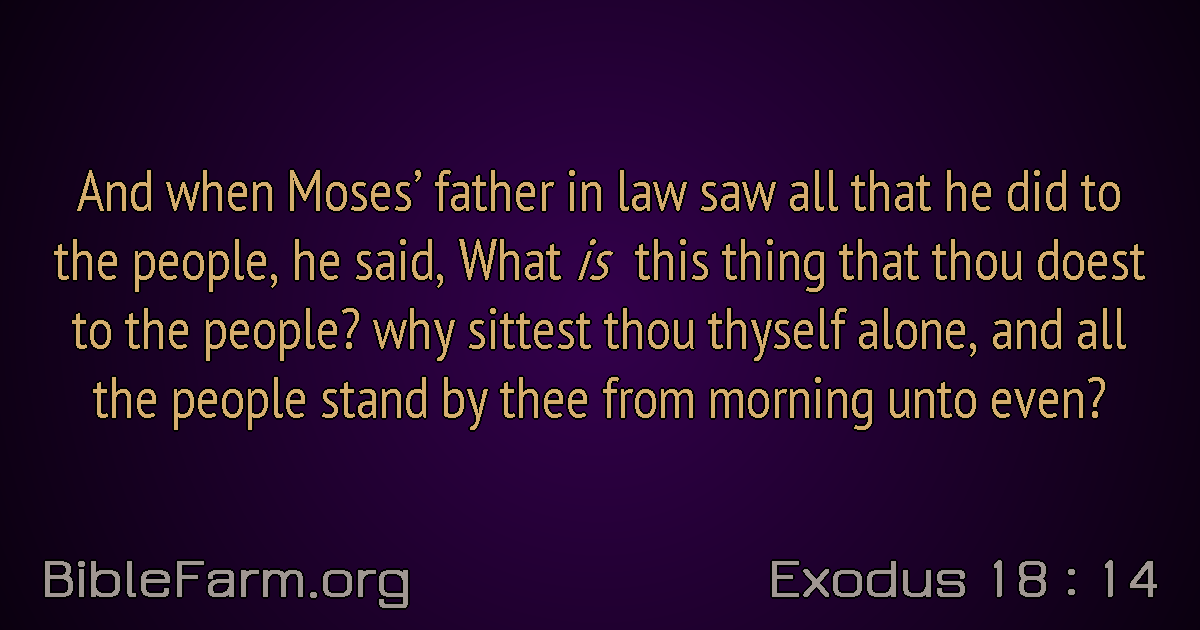 And when Moses’ father in law saw all that he did to
the people, he said, What is this thing that thou doest
to the people? why sittest thou thyself alone, and all
the people stand by thee from morning unto even?
BibleFarm.org
Exodus 18 : 14